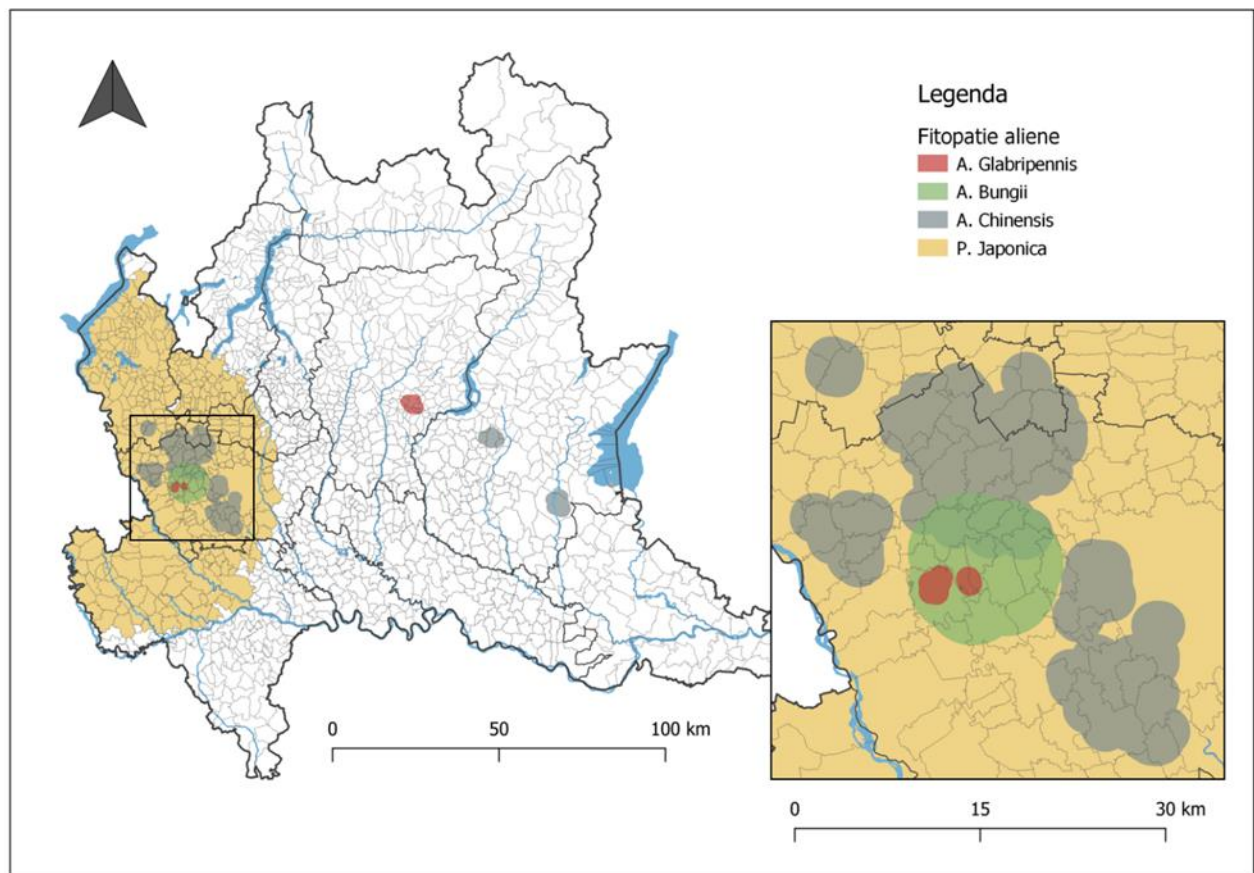 Legenda
Fitopatie aliene
A. Glabripennis
A. Bungii
A. Chinensis
P. Japonica
0 50 100 km
0 15 30 km